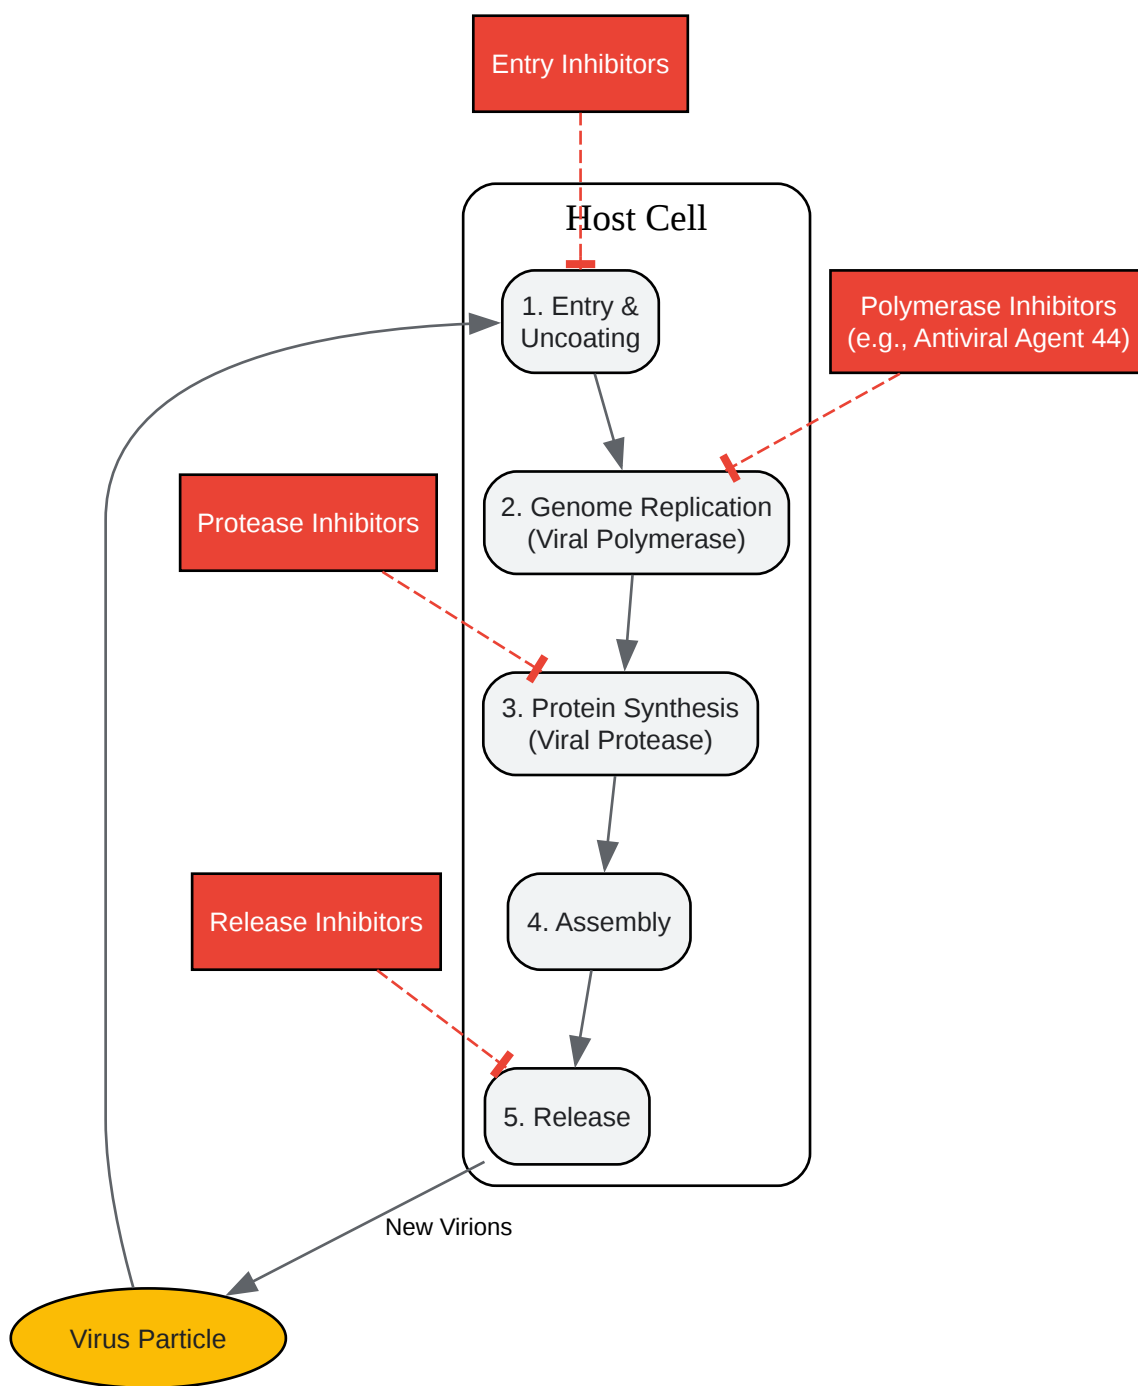 Entry Inhibitors
Host Cell
1. Entry &
Uncoating
Polymerase Inhibitors
(e.g., Antiviral Agent 44)
2. Genome Replication
(Viral Polymerase)
Protease Inhibitors
3. Protein Synthesis
(Viral Protease)
4. Assembly
Release Inhibitors
5. Release
New Virions
Virus Particle